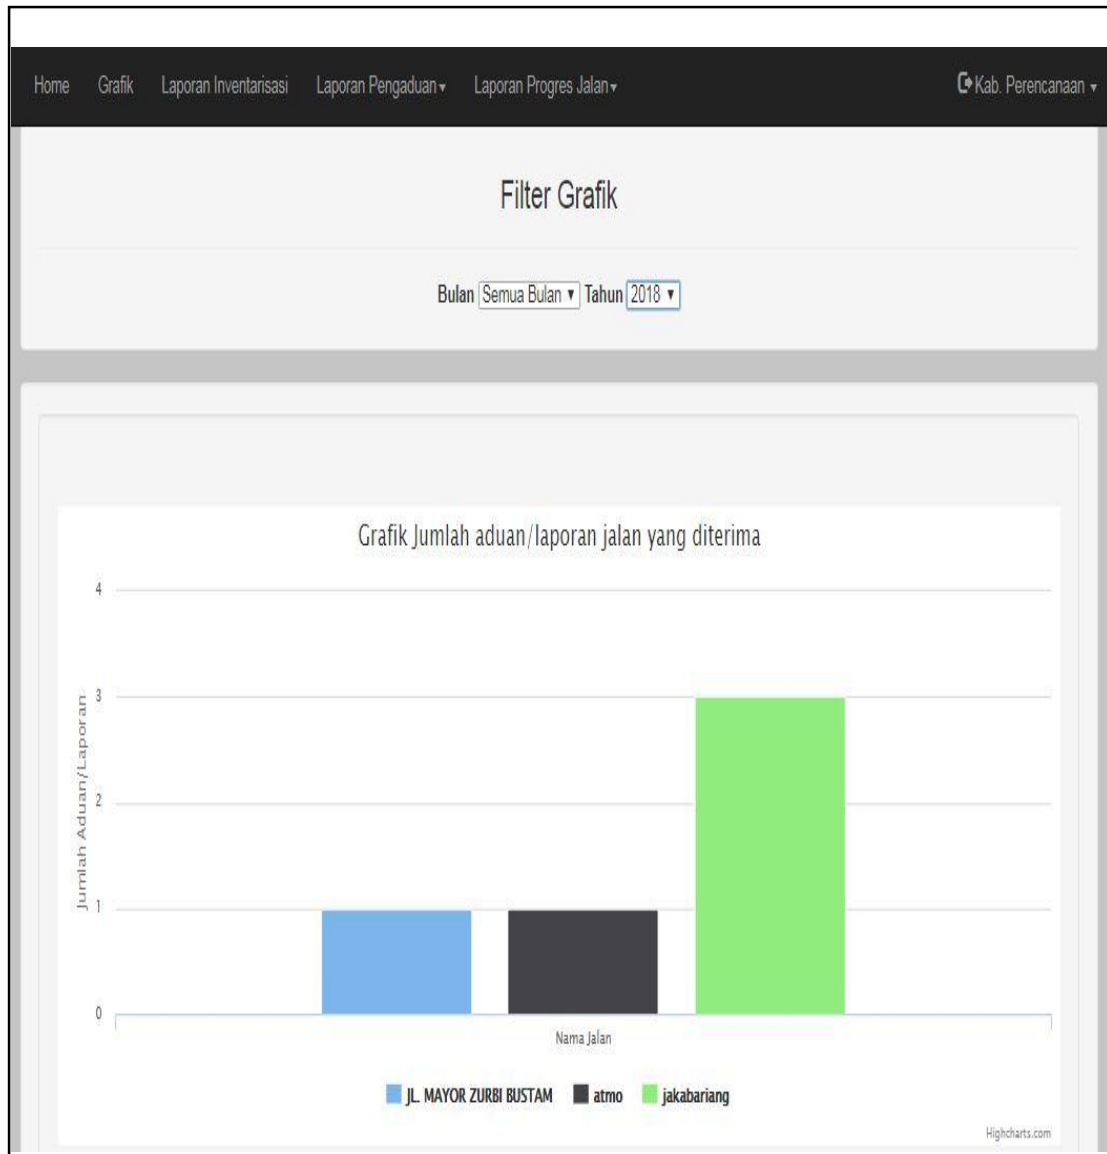 Home Grafik Laporan Inventarisasi Laporan Pengaduan Laporan Progres Jalan Kab. Perencanaan
Filter Grafik
Bulan Semua Bulan Tahun 2018
Grafik Jumlah aduan/laporan jalan yang diterima
4
3
2
1
0
Jumlah Aduan/Laporan
Nama Jalan
JL. MAYOR ZURBI BUSTAM atmo jakabariang
Highcharts.com